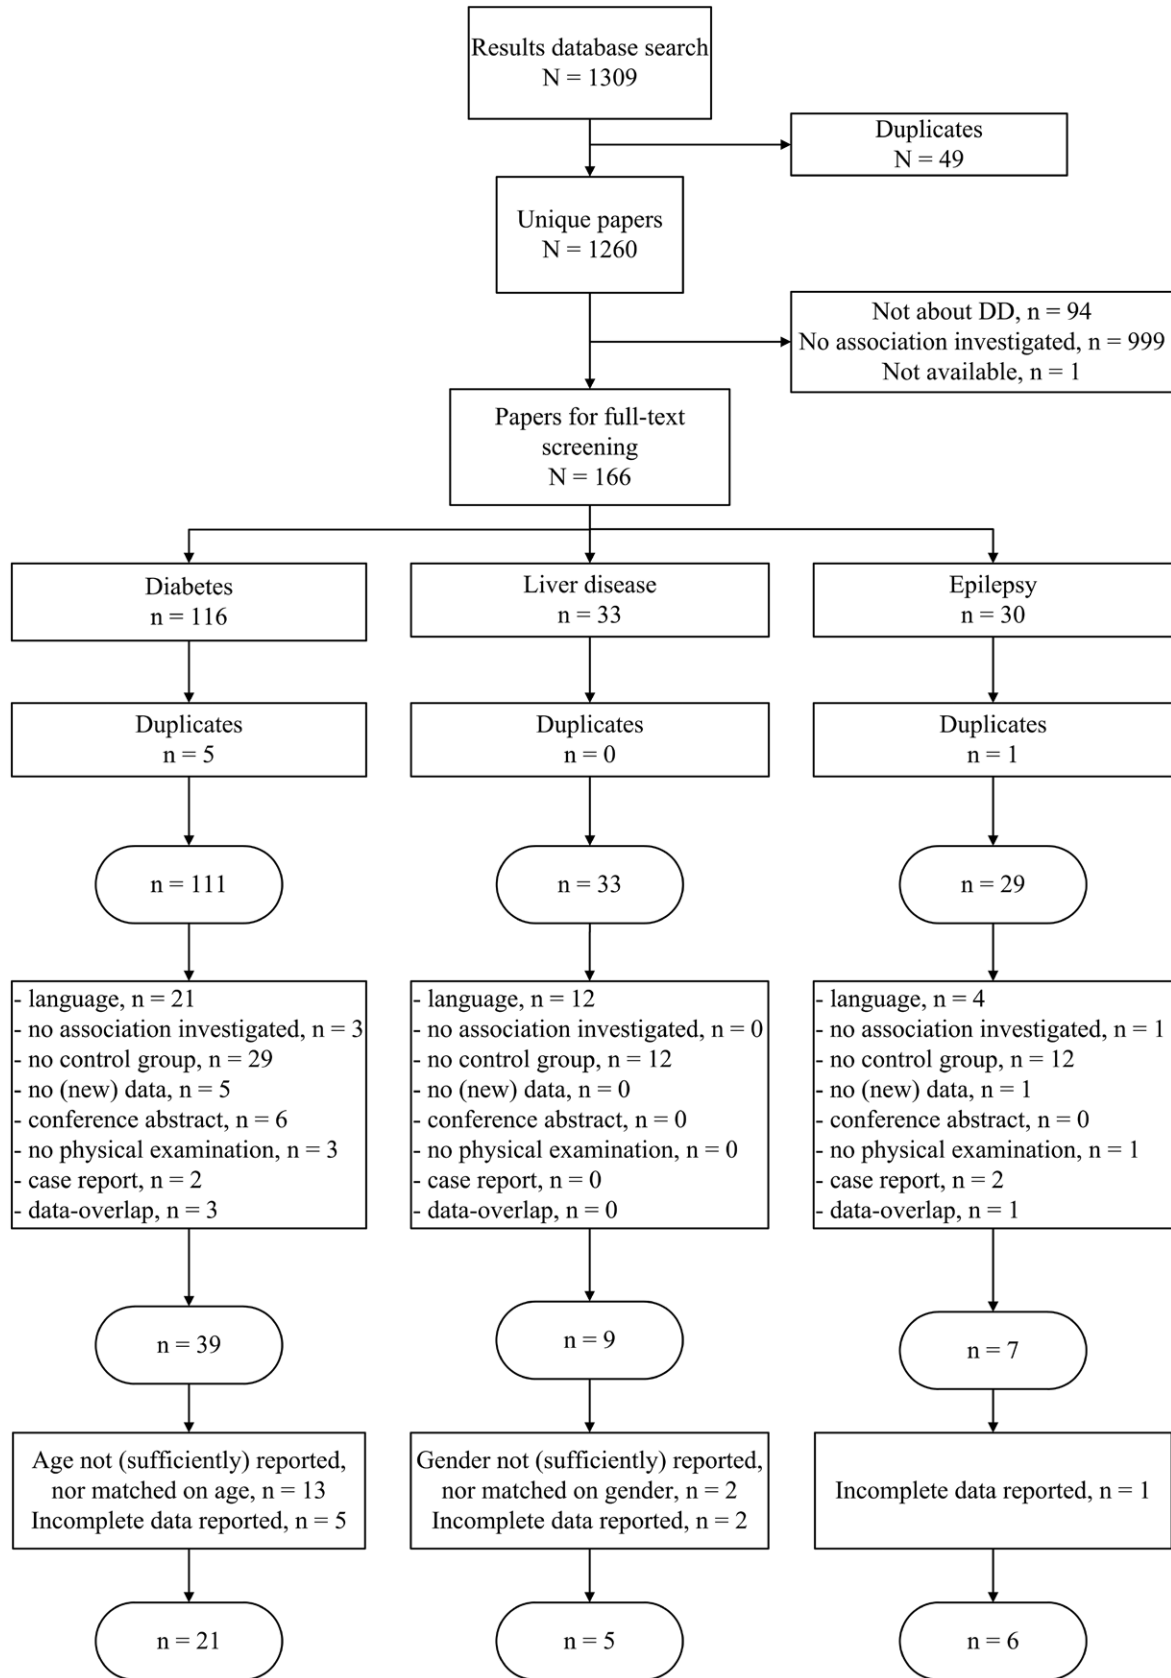 Results database search
N = 1309
Duplicates
N = 49
Unique papers
N = 1260
Not about DD, n = 94
No association investigated, n = 999
Not available, n = 1
Papers for full-text
screening
N = 166
Diabetes
n = 116
Liver disease
n = 33
Epilepsy
n = 30
Duplicates
n = 5
Duplicates
n = 0
Duplicates
n = 1
n = 111
n = 33
n = 29
- language, n = 21
- no association investigated, n = 3
- no control group, n = 29
- no (new) data, n = 5
- conference abstract, n = 6
- no physical examination, n = 3
- case report, n = 2
- data-overlap, n = 3
- language, n = 12
- no association investigated, n = 0
- no control group, n = 12
- no (new) data, n = 0
- conference abstract, n = 0
- no physical examination, n = 0
- case report, n = 0
- data-overlap, n = 0
- language, n = 4
- no association investigated, n = 1
- no control group, n = 12
- no (new) data, n = 1
- conference abstract, n = 0
- no physical examination, n = 1
- case report, n = 2
- data-overlap, n = 1
n = 39
n = 9
n = 7
Age not (sufficiently) reported,
nor matched on age, n = 13
Incomplete data reported, n = 5
Gender not (sufficiently) reported,
nor matched on gender, n = 2
Incomplete data reported, n = 2
Incomplete data reported, n = 1
n = 21
n = 5
n = 6